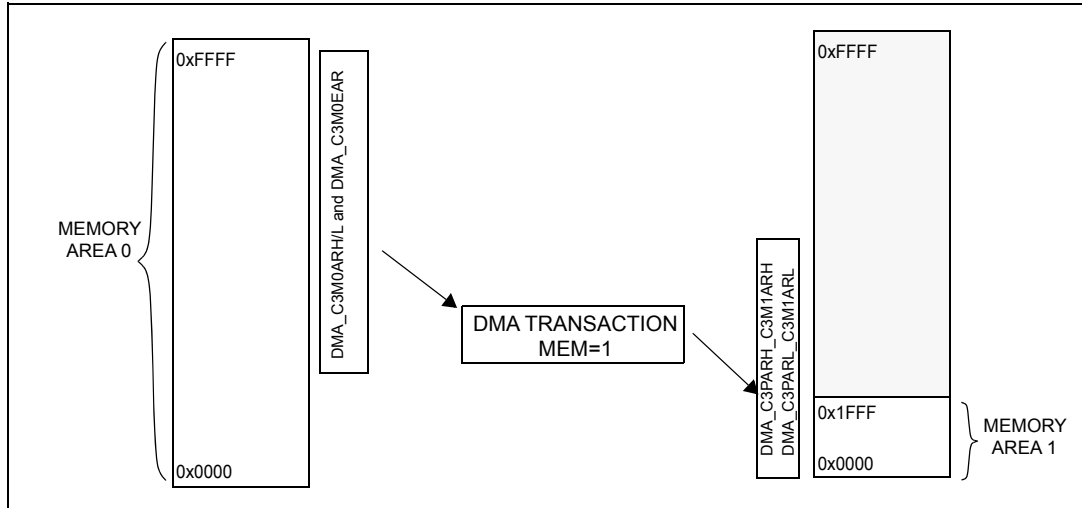 0xFFFF
MEMORY
AREA 0
0x0000
DMA_C3M0ARH/L and DMA_C3M0EAR
DMA TRANSACTION
MEM=1
DMA_C3PARH_C3M1ARH
DMA_C3PARL_C3M1ARL
0xFFFF
0x1FFF
0x0000
MEMORY
AREA 1